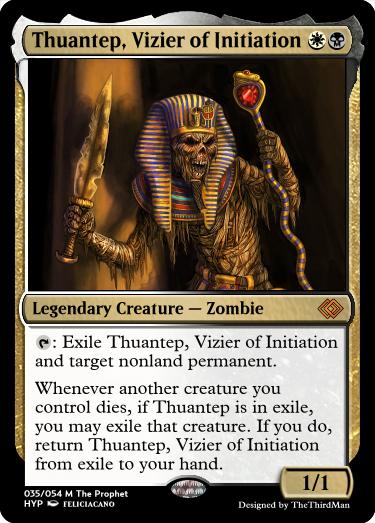 Thuantep, Vizier of Initiation
Legendary Creature — Zombie
: Exile Thuantep, Vizier of Initiation
and target nonland permanent.
Whenever another creature you
control dies, if Thuantep is in exile,
you may exile that creature. If you do,
return Thuantep, Vizier of Initiation
from exile to your hand.
1/1
035/054 M The Prophet
HYP FELICIACANO
Designed by TheThirdMan